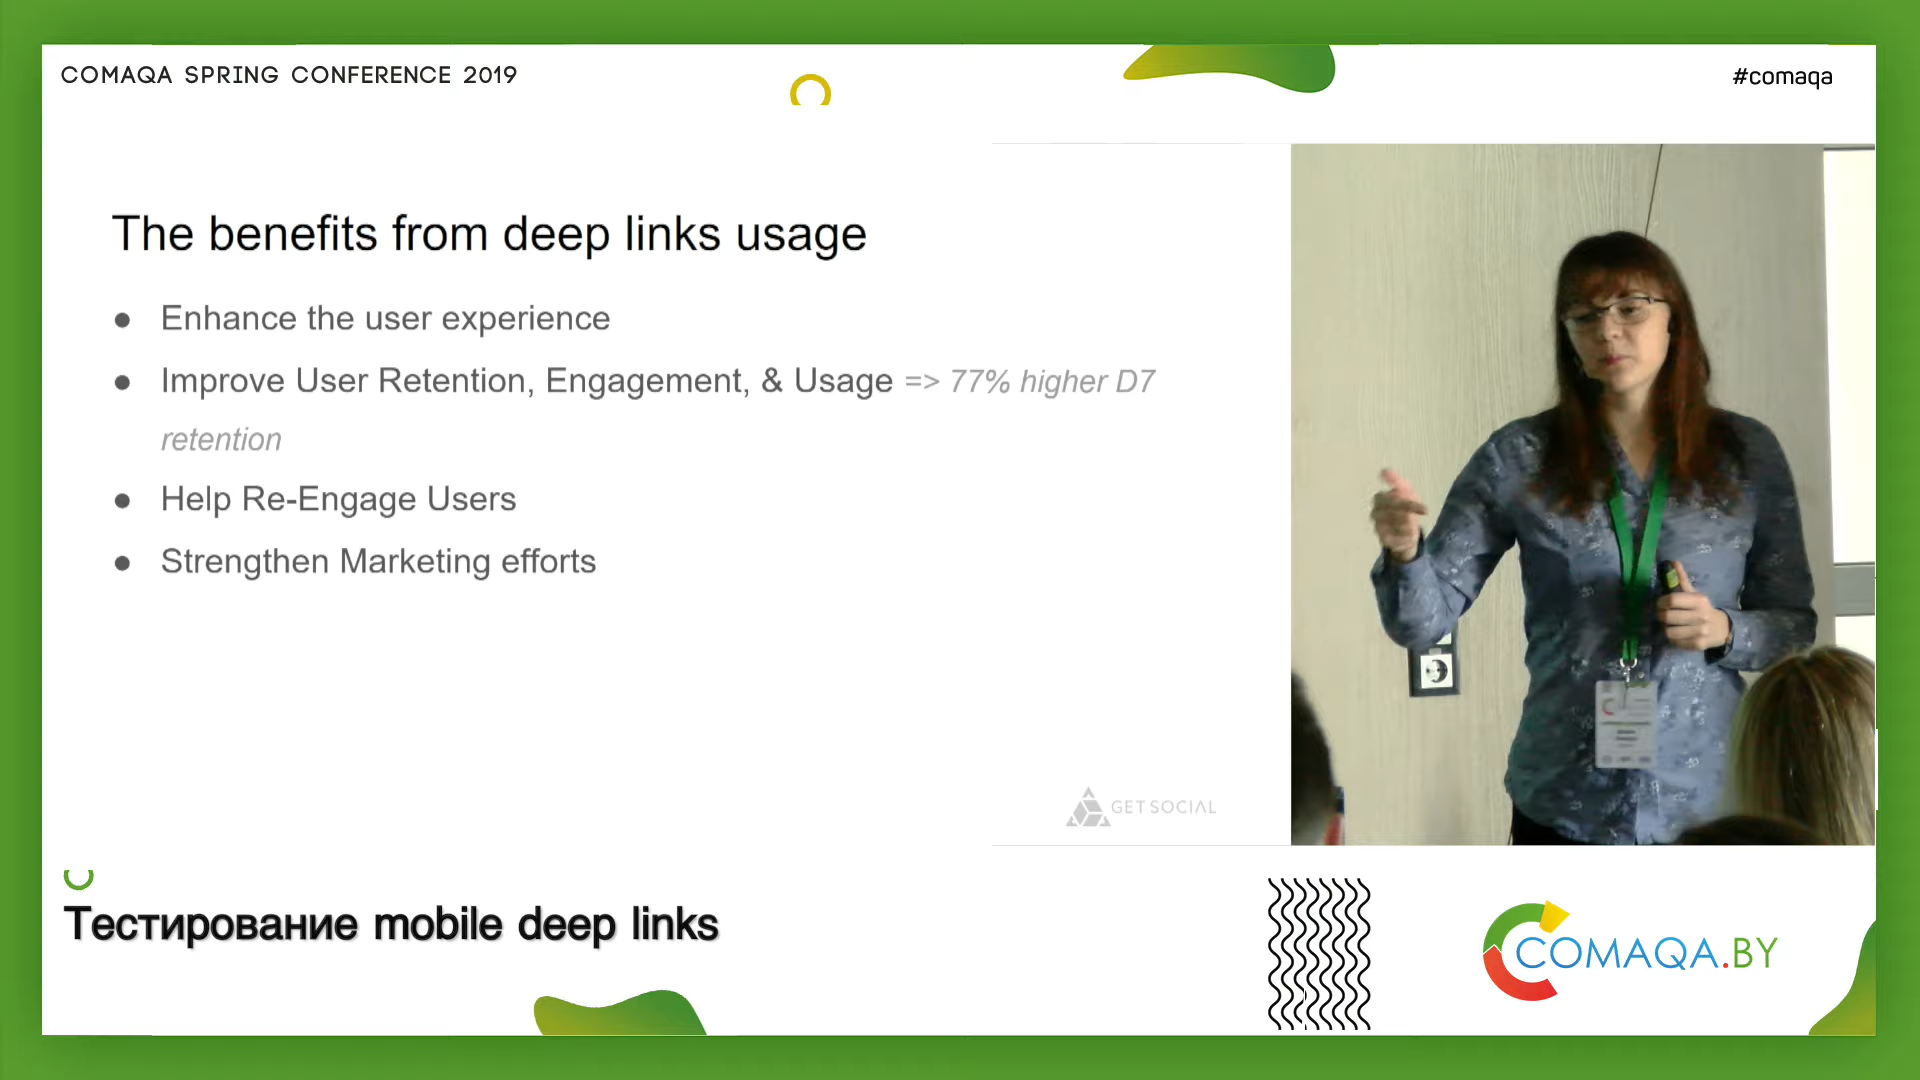 COMAQA SPRING CONFERENCE 2019
#comaqa
The benefits from deep links usage
● Enhance the user experience
● Improve User Retention, Engagement, & Usage => 77% higher D7
retention
● Help Re-Engage Users
● Strengthen Marketing efforts
GET SOCIAL
Тестирование mobile deep links
COMAQA.BY